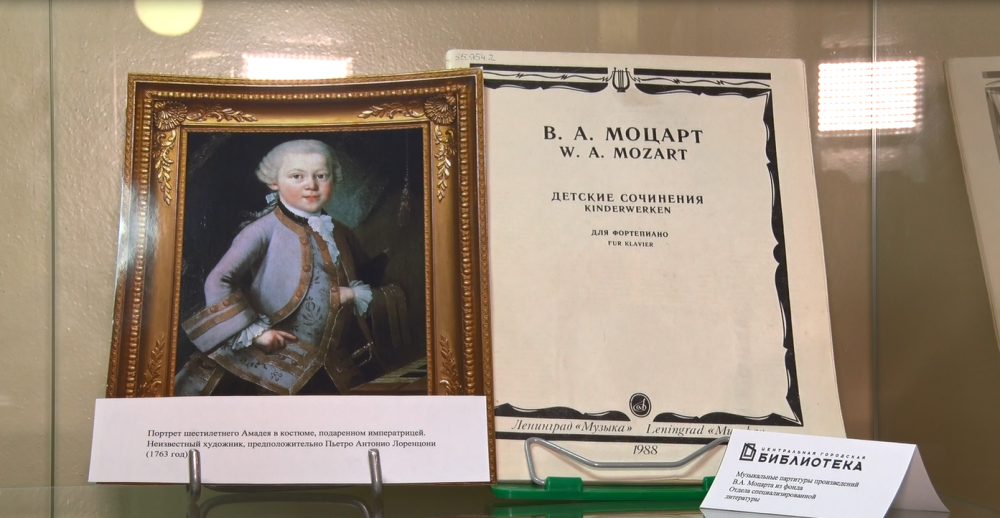 В. А. МОЦАРТ
W. A. MOZART
ДЕТСКИЕ СОЧИНЕНИЯ
KINDERWERKEN
ДЛЯ ФОРТЕПИАНО
FUR KLAVIER
Ленинград «Музыка» Leningrad
1988
Портрет шестилетнего Амадея в костюме, подаренном императрицей.
Неизвестный художник, предположительно Пьетро Антонио Лоренцони
(1763 год).
ЦЕНТРАЛЬНАЯ ГОРОДСКАЯ
БИБЛИОТЕКА
Музыкальные партитуры произведений
В.А. Моцарта из фонда
Отдела специализированной
литературы